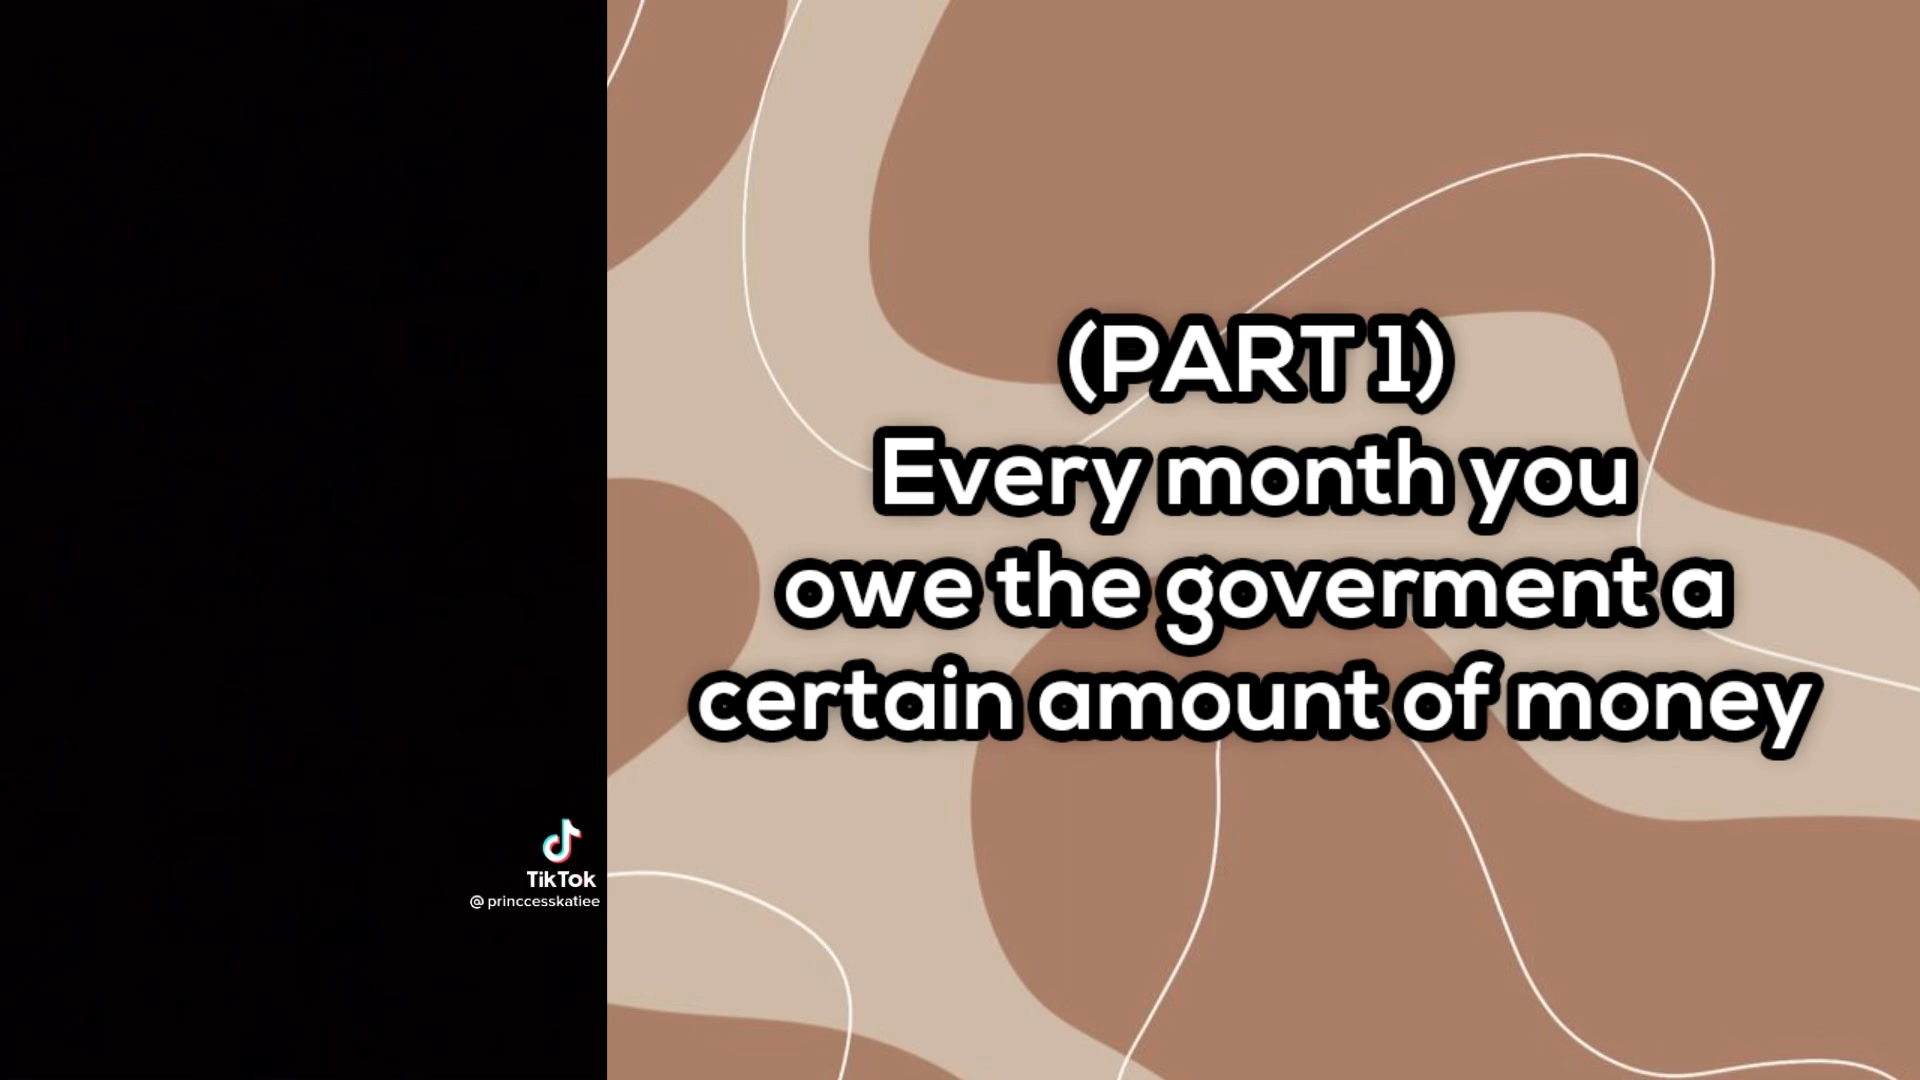 (PART 1)
Every month you
owe the goverment a
certain amount of money
TikTok
@princcesskatiee